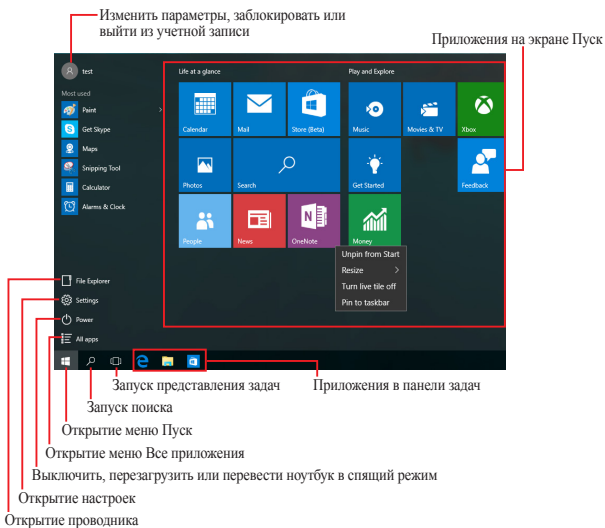 Изменить параметры, заблокировать или
выйти из учетной записи
Приложения на экране Пуск
test
Life at a glance
Play and Explore
Most used
Paint
Get Skype
Maps
Snipping Tool
Calculator
Alarms & Clock
Calendar
Mail
Store (Beta)
Music
Movies & TV
Xbox
Photos
Search
Get Started
Feedback
People
News
OneNote
Money
Unpin from Start
Resize
Turn live tile off
Pin to taskbar
File Explorer
Settings
Power
All apps
Запуск представления задач
Приложения в панели задач
Запуск поиска
Открытие меню Пуск
Открытие меню Все приложения
Выключить, перезагрузить или перевести ноутбук в спящий режим
Открытие настроек
Открытие проводника